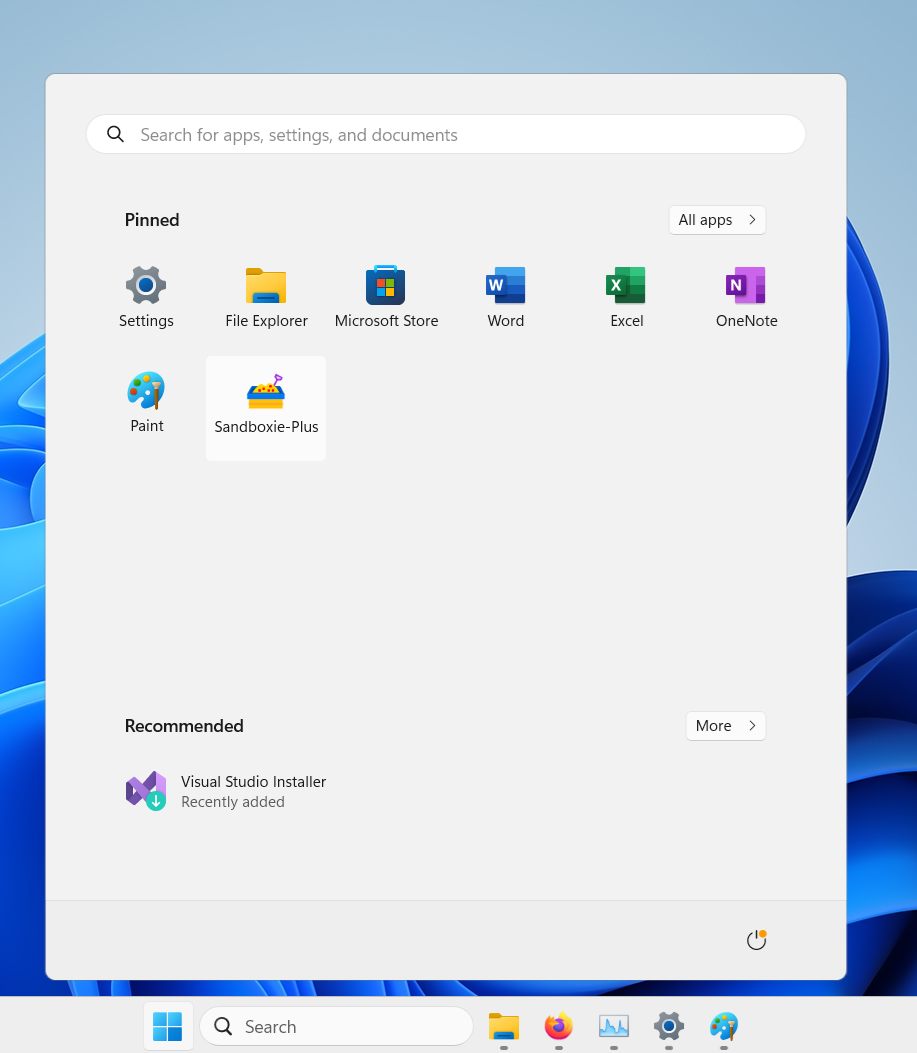 Search for apps, settings, and documents
Pinned
All apps
Settings
File Explorer
Microsoft Store
Word
Excel
OneNote
Paint
Sandboxie-Plus
Recommended
More
Visual Studio Installer
Recently added
Search